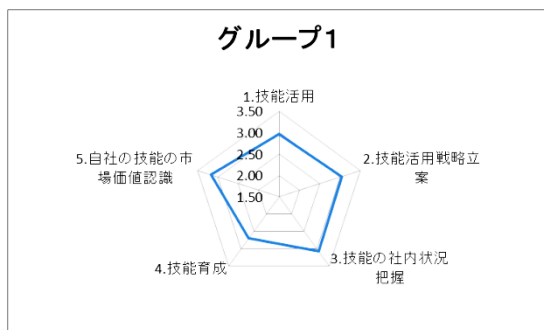 グループ1
1.技能活用
3.50
3.00
2.50
2.00
1.50
2.技能活用戦略立
案
3.技能の社内状況
把握
4.技能育成
5.自社の技能の市
場価値認識